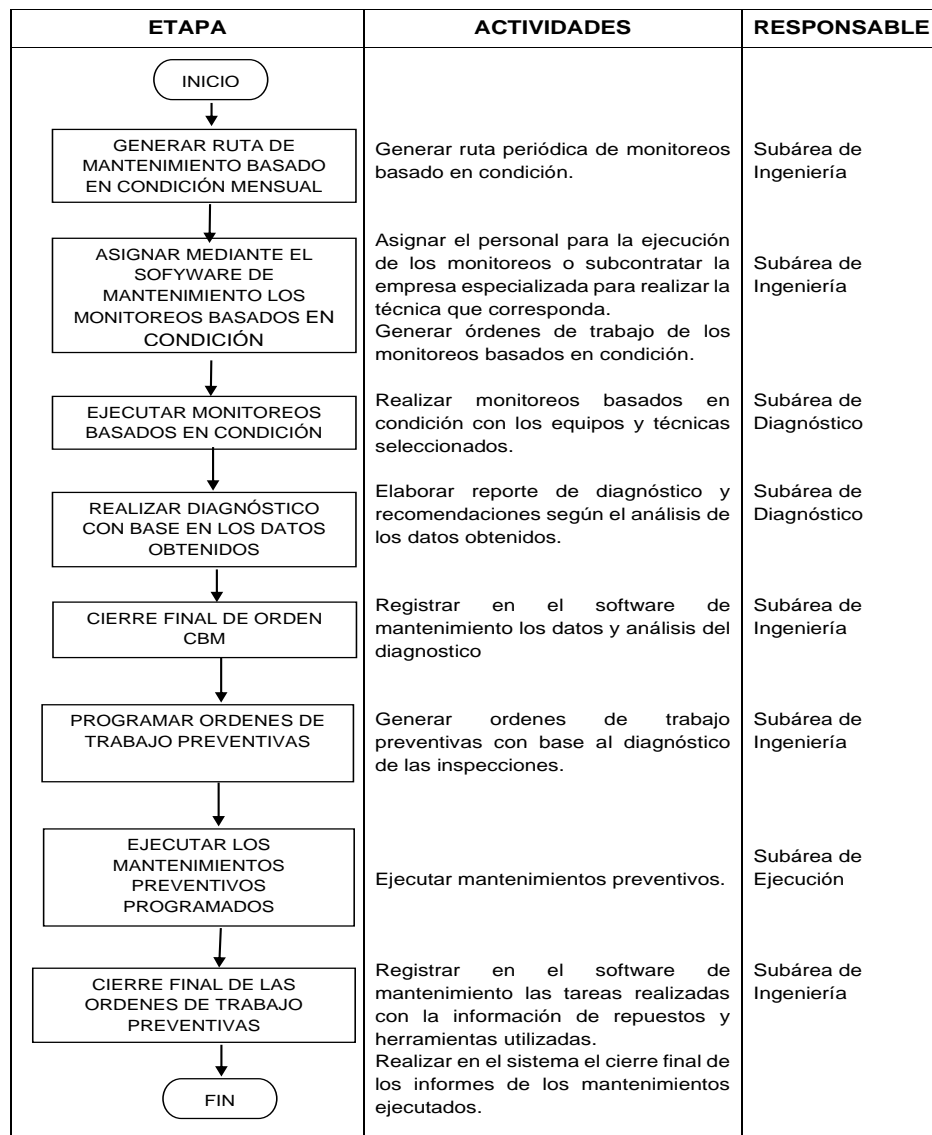 ETAPA
ACTIVIDADES
RESPONSABLE
INICIO
GENERAR RUTA DE
MANTENIMIENTO BASADO
EN CONDICIÓN MENSUAL
Generar ruta periódica de monitoreos
basado en condición.
Subárea de
Ingeniería
ASIGNAR MEDIANTE EL
SOFYWARE DE
MANTENIMIENTO LOS
MONITOREOS BASADOS EN
CONDICIÓN
Asignar el personal para la ejecución
de los monitoreos o subcontratar la
empresa especializada para realizar la
técnica que corresponda.
Generar órdenes de trabajo de los
monitoreos basados en condición.
Subárea de
Ingeniería
EJECUTAR MONITOREOS
BASADOS EN CONDICIÓN
Realizar monitoreos basados en
condición con los equipos y técnicas
seleccionados.
Subárea de
Diagnóstico
REALIZAR DIAGNÓSTICO
CON BASE EN LOS DATOS
OBTENIDOS
Elaborar reporte de diagnóstico y
recomendaciones según el análisis de
los datos obtenidos.
Subárea de
Diagnóstico
CIERRE FINAL DE ORDEN
CBM
Registrar en el software de
mantenimiento los datos y análisis del
diagnostico
Subárea de
Ingeniería
PROGRAMAR ORDENES DE
TRABAJO PREVENTIVAS
Generar ordenes de trabajo
preventivas con base al diagnóstico
de las inspecciones.
Subárea de
Ingeniería
EJECUTAR LOS
MANTENIMIENTOS
PREVENTIVOS
PROGRAMADOS
Ejecutar mantenimientos preventivos.
Subárea de
Ejecución
CIERRE FINAL DE LAS
ORDENES DE TRABAJO
PREVENTIVAS
Registrar en el software de
mantenimiento las tareas realizadas
con la información de repuestos y
herramientas utilizadas.
Realizar en el sistema el cierre final de
los informes de los mantenimientos
ejecutados.
Subárea de
Ingeniería
FIN